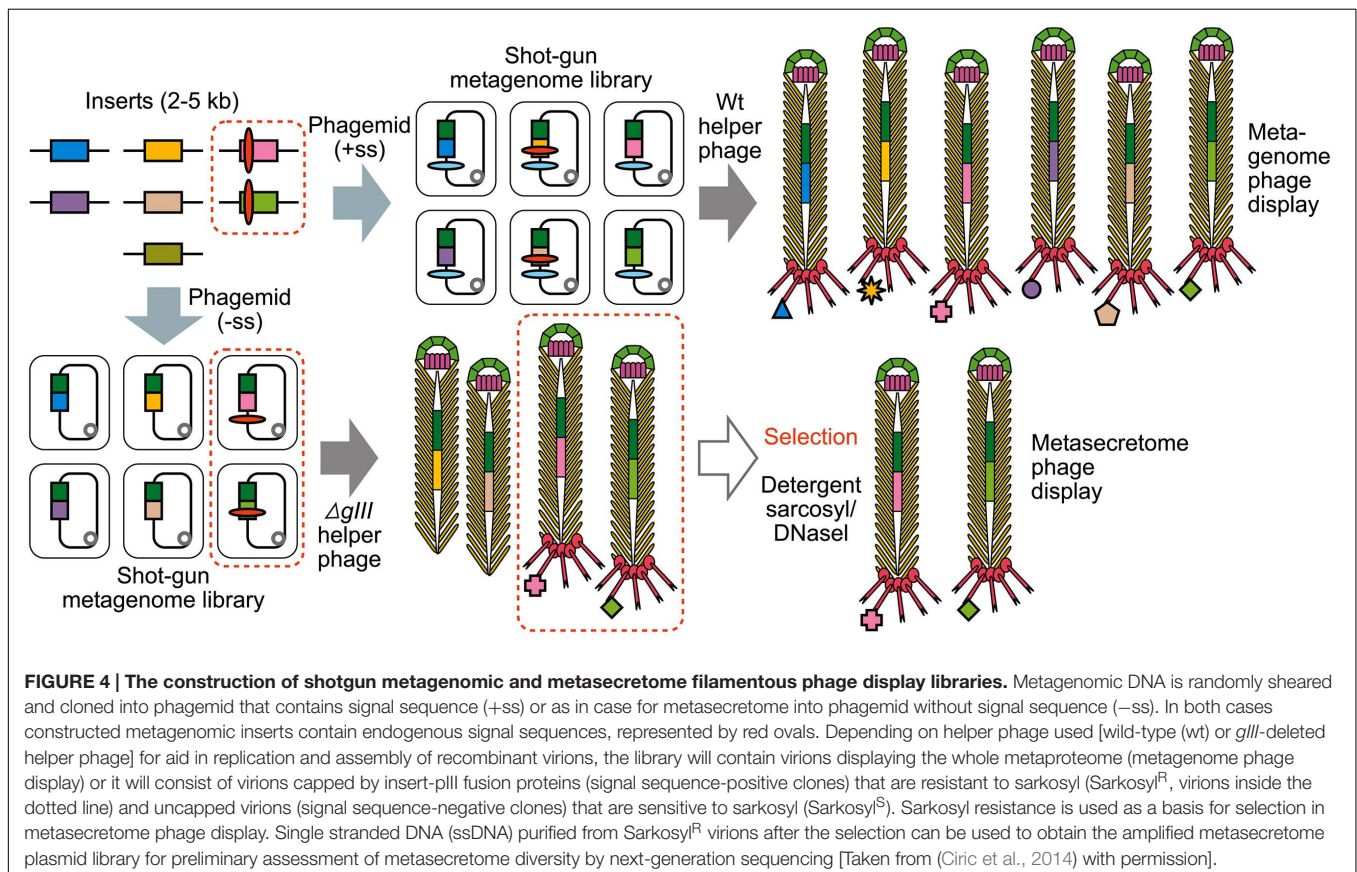 Inserts (2-5 kb)
Phagemid
(+ss)
Shot-gun
metagenome library
Wt
helper
phage
Meta-
genome
phage
display
Phagemid
(-ss)
Shot-gun
metagenome library
ΔgIII
helper
phage
Selection
Detergent
sarcosyl/
DNaseI
Metasecretome
phage
display
FIGURE 4 | The construction of shotgun metagenomic and metasecretome filamentous phage display libraries. Metagenomic DNA is randomly sheared
and cloned into phagemid that contains signal sequence (+ss) or as in case for metasecretome into phagemid without signal sequence (−ss). In both cases
constructed metagenomic inserts contain endogenous signal sequences, represented by red ovals. Depending on helper phage used [wild-type (wt) or gIII-deleted
helper phage] for aid in replication and assembly of recombinant virions, the library will contain virions displaying the whole metaproteome (metagenome phage
display) or it will consist of virions capped by insert-pIII fusion proteins (signal sequence-positive clones) that are resistant to sarkosyl (Sarkosylᴿ, virions inside the
dotted line) and uncapped virions (signal sequence-negative clones) that are sensitive to sarkosyl (Sarkosylˢ). Sarkosyl resistance is used as a basis for selection in
metasecretome phage display. Single stranded DNA (ssDNA) purified from Sarkosylᴿ virions after the selection can be used to obtain the amplified metasecretome
plasmid library for preliminary assessment of metasecretome diversity by next-generation sequencing [Taken from (Ciric et al., 2014) with permission].